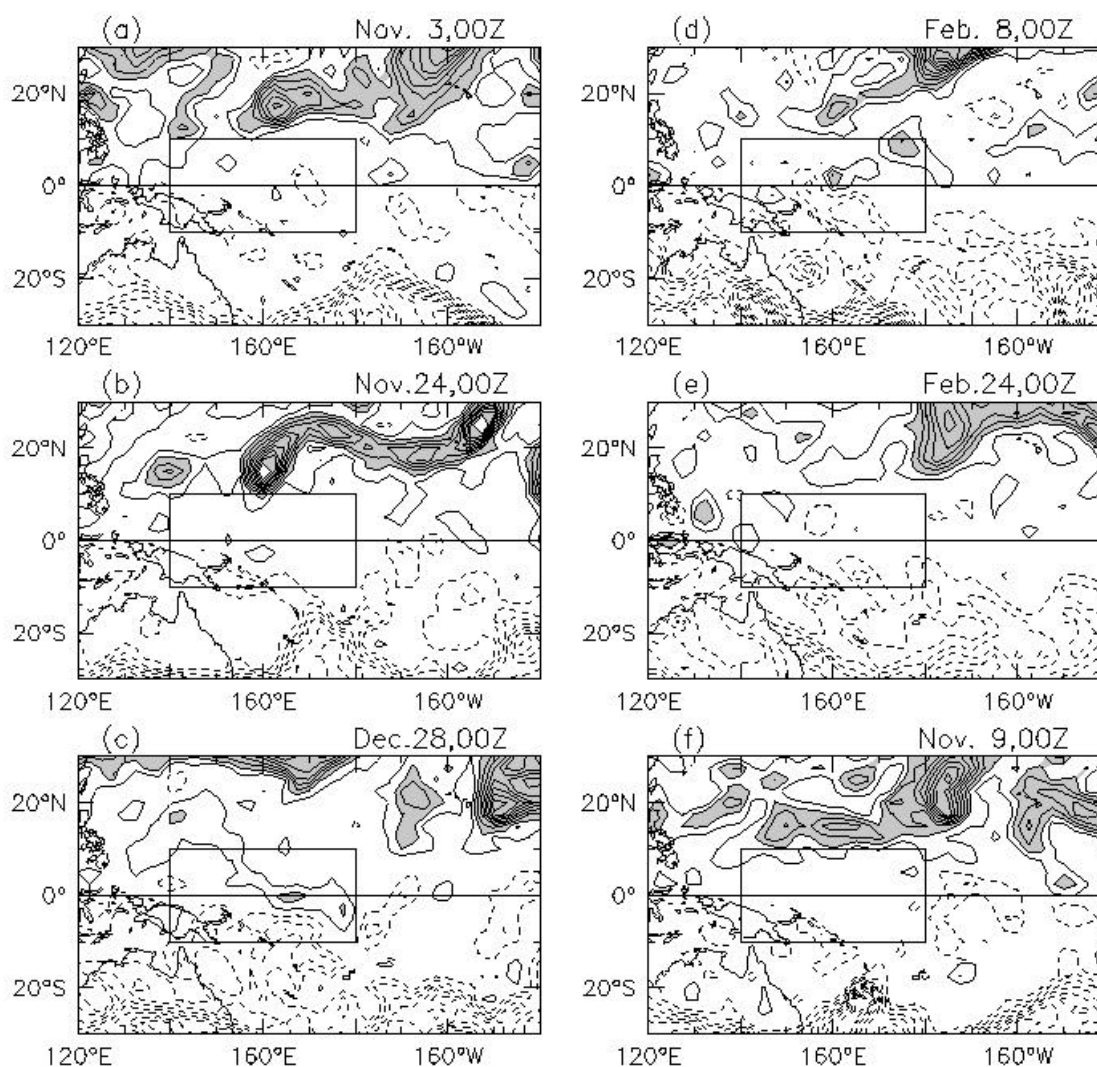 (a) Nov. 3,00Z
20°N
0°
20°S
120°E 160°E 160°W
(b) Nov.24,00Z
20°N
0°
20°S
120°E 160°E 160°W
(c) Dec.28,00Z
20°N
0°
20°S
120°E 160°E 160°W
(d) Feb. 8,00Z
20°N
0°
20°S
120°E 160°E 160°W
(e) Feb.24,00Z
20°N
0°
20°S
120°E 160°E 160°W
(f) Nov. 9,00Z
20°N
0°
20°S
120°E 160°E 160°W